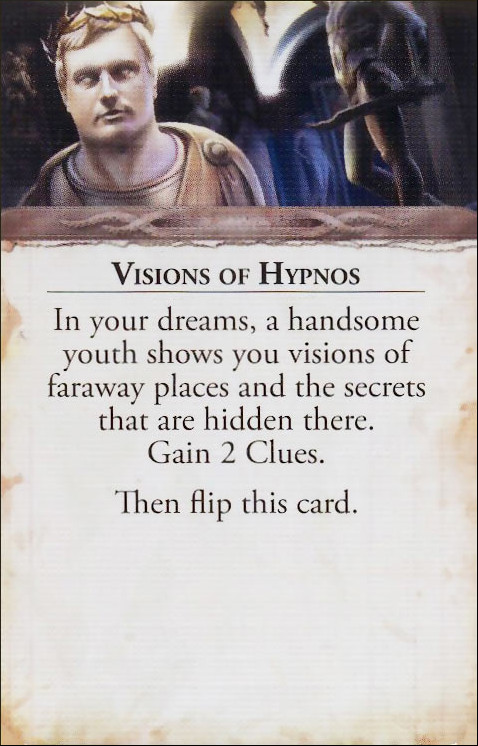 VISIONS OF HYPNOS
In your dreams, a handsome
youth shows you visions of
faraway places and the secrets
that are hidden there.
Gain 2 Clues.
Then flip this card.